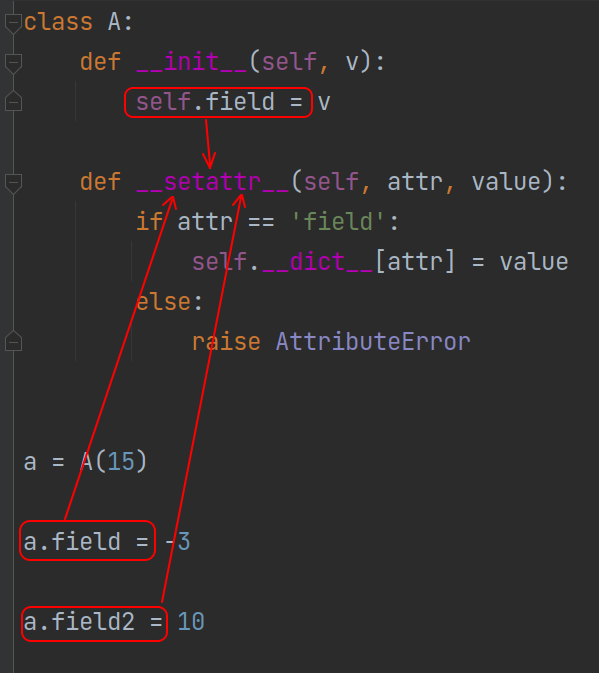 class A:
    def __init__(self, v):
        self.field = v
    def __setattr__(self, attr, value):
        if attr == 'field':
            self.__dict__[attr] = value
        else:
            raise AttributeError
a = A(15)
a.field = -3
a.field2 = 10